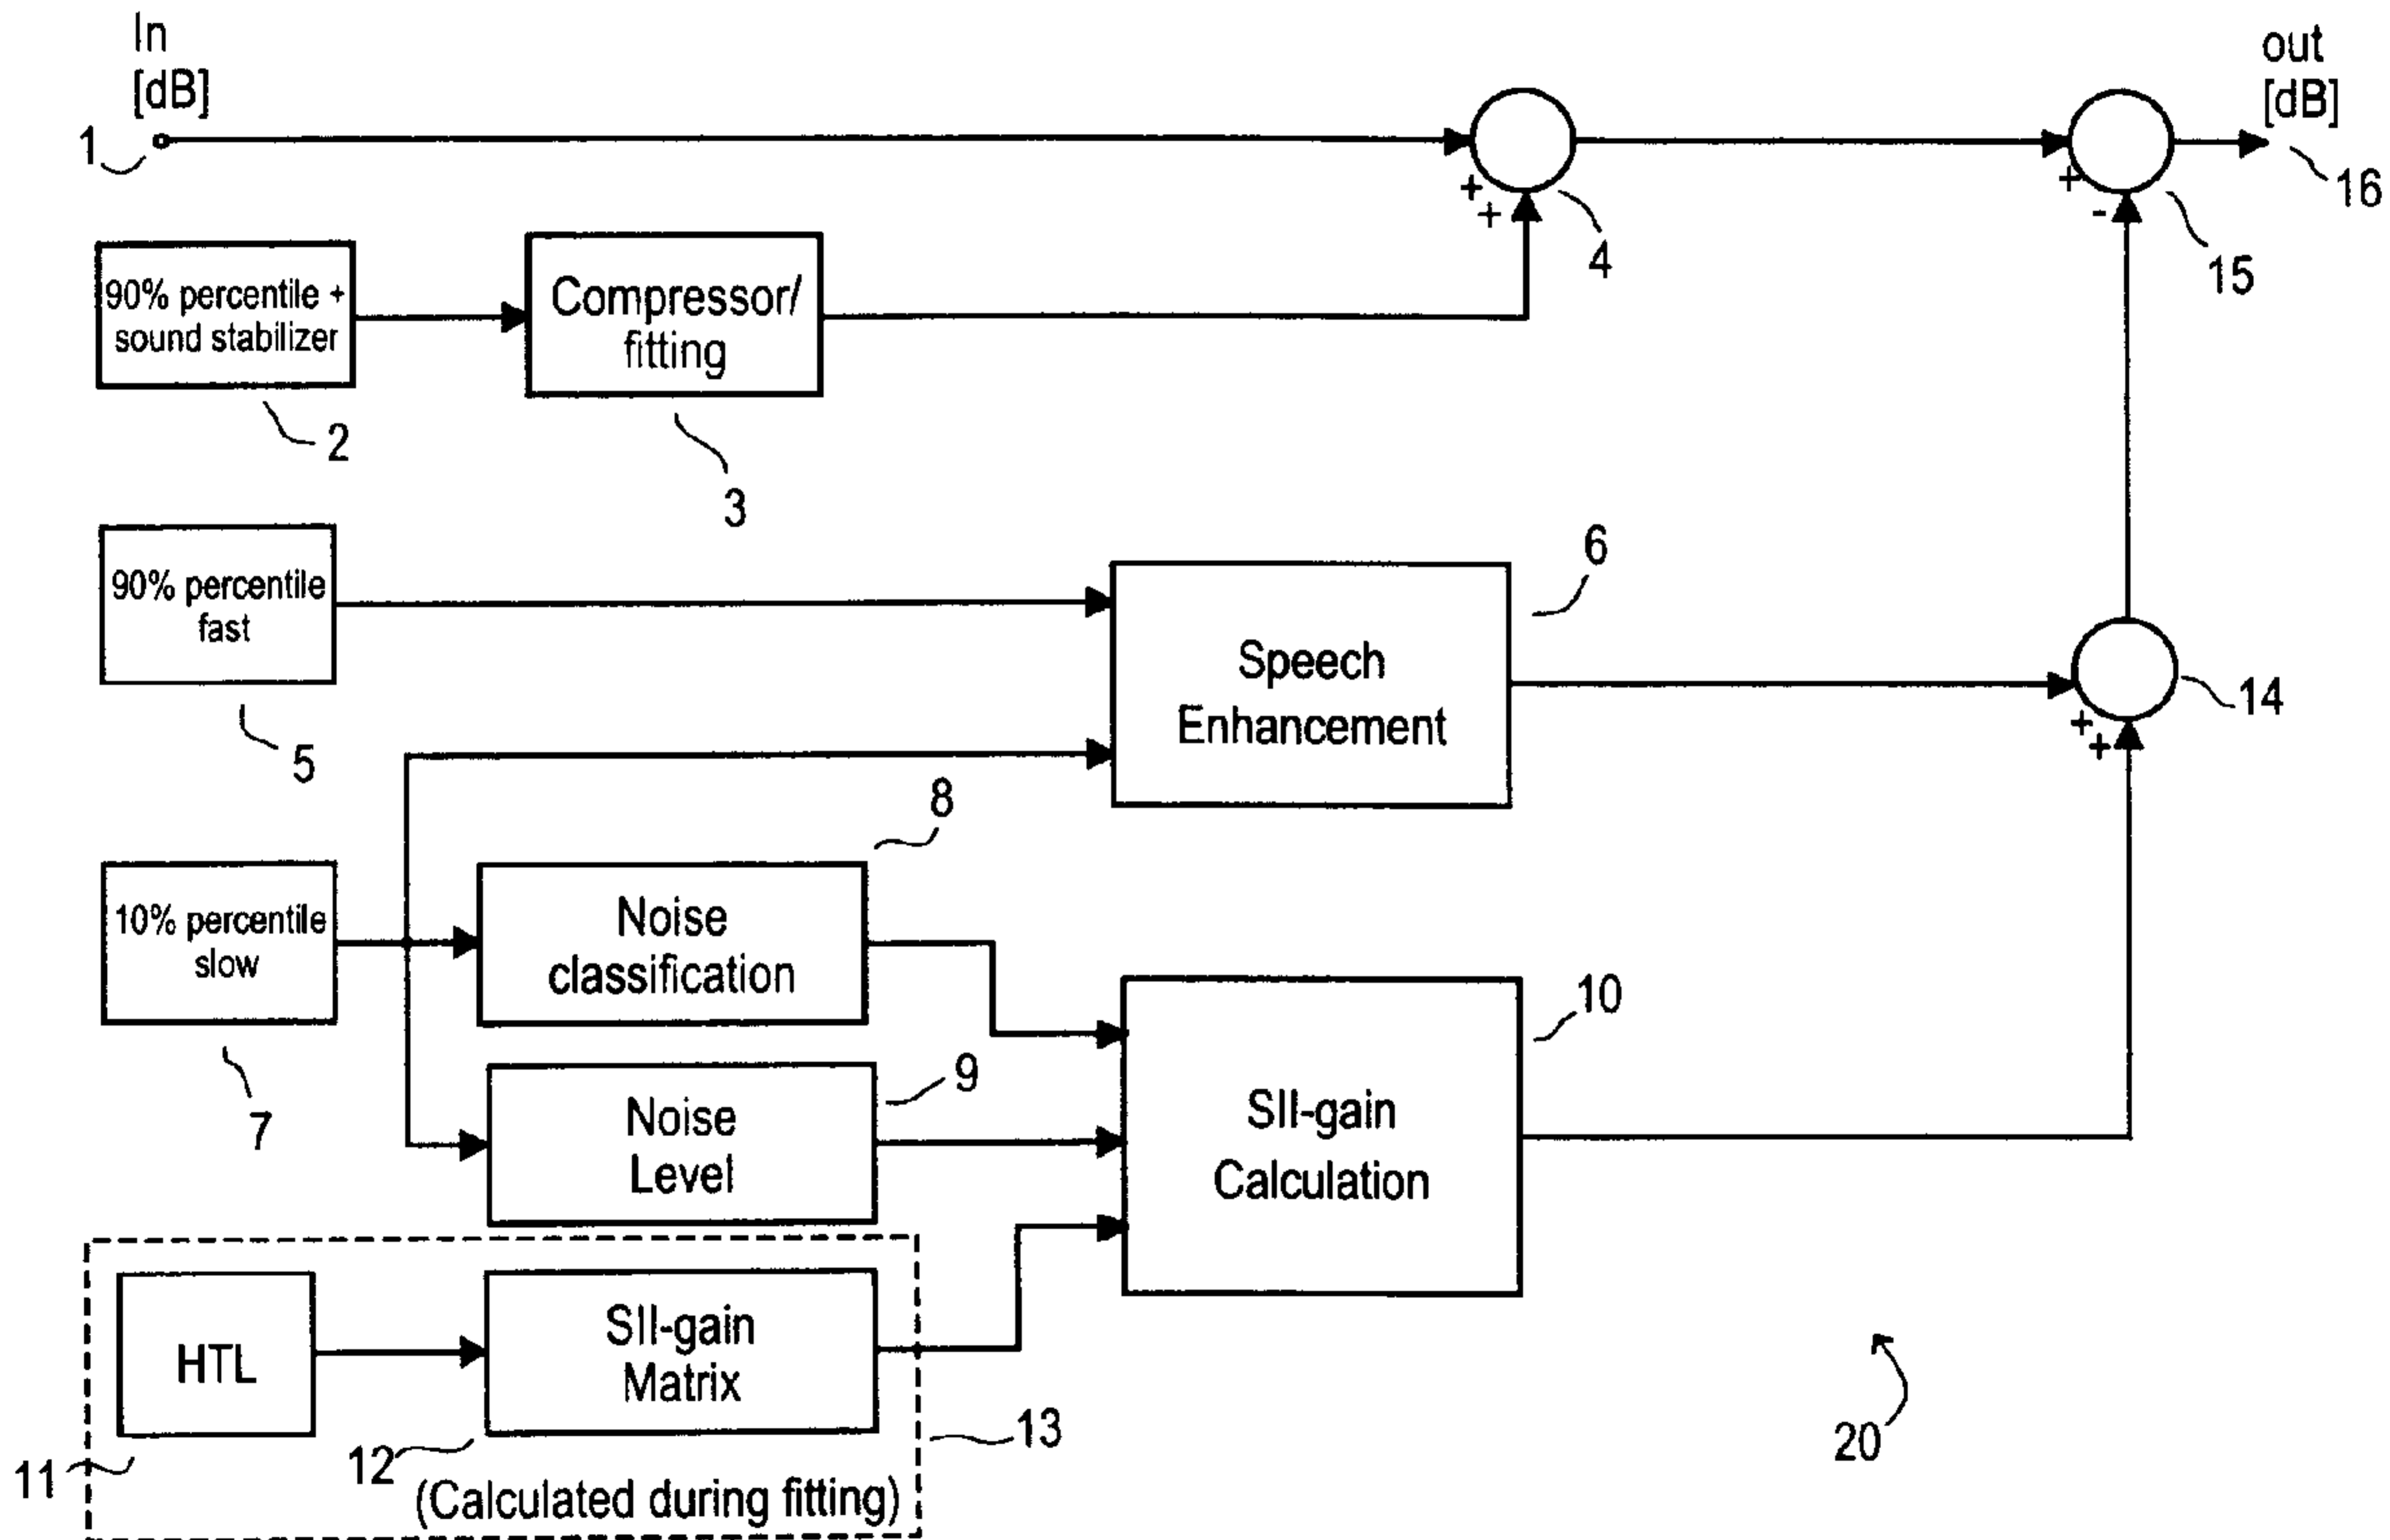 In
[dB]
out
[dB]
1
+
+
4
+
-
15
16
90% percentile +
sound stabilizer
2
Compressor/
fitting
3
90% percentile
fast
5
Speech
Enhancement
6
14
+
+
10% percentile
slow
7
Noise
classification
8
Noise
Level
9
SII-gain
Calculation
10
HTL
11
SII-gain
Matrix
12
13
(Calculated during fitting)
20